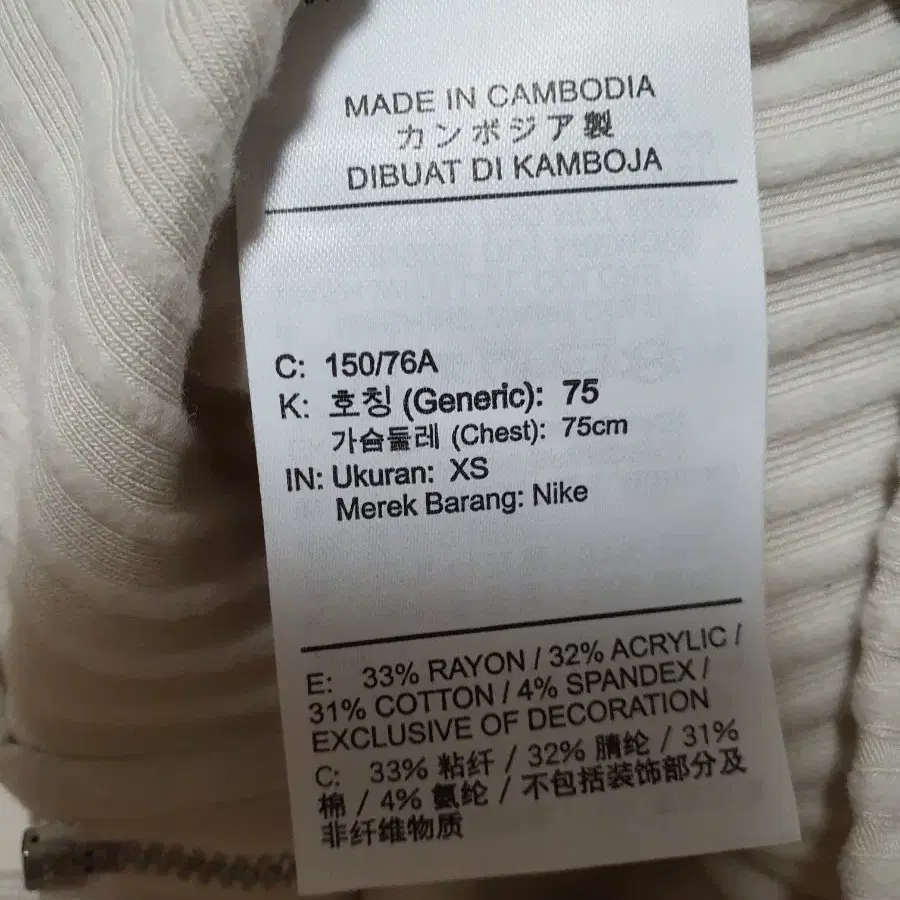 MADE IN CAMBODIA
カンボジア製
DIBUAT DI KAMBOJA
C: 150/76A
K: 호칭 (Generic): 75
가슴둘레 (Chest): 75cm
IN: Ukuran: XS
Merek Barang: Nike
E: 33% RAYON / 32% ACRYLIC /
31% COTTON / 4% SPANDEX /
EXCLUSIVE OF DECORATION
C: 33% 粘纤 / 32% 腈纶 / 31%
棉 / 4% 氨纶 / 不包括装饰部分及
非纤维物质